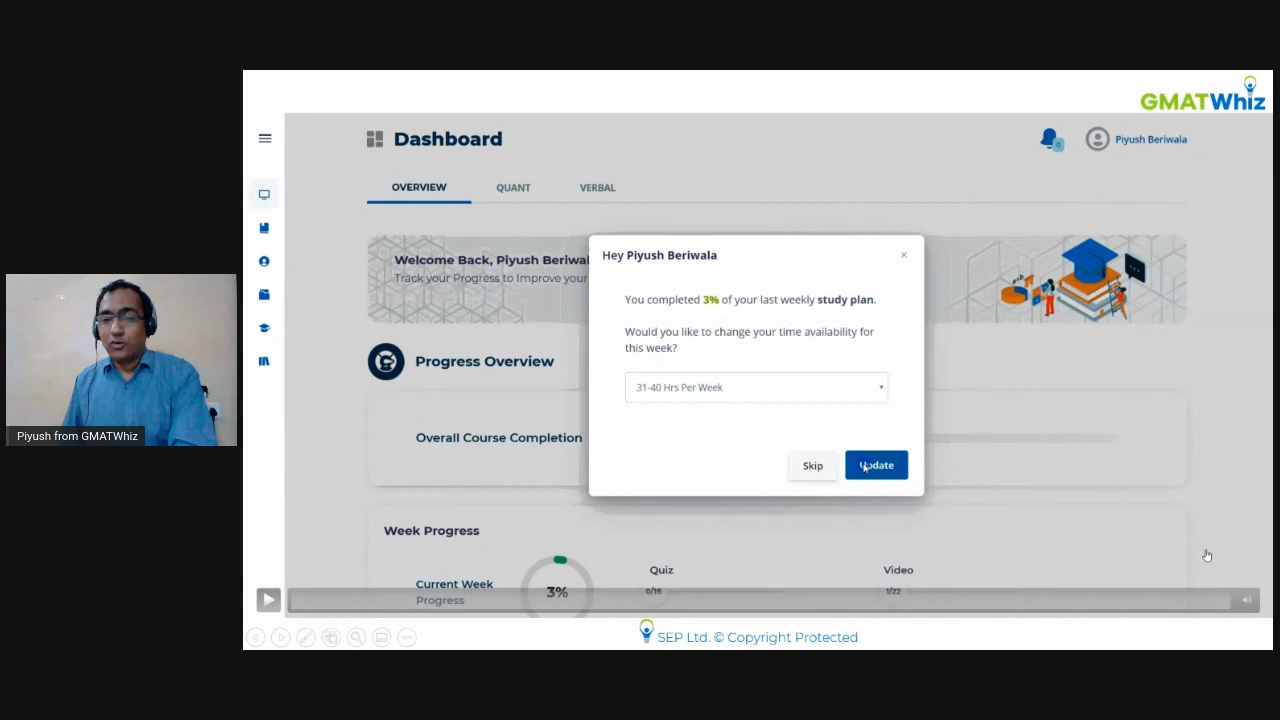 GMATWhiz
Dashboard
0
Piyush Beriwala
OVERVIEW
QUANT
VERBAL
Welcome Back, Piyush Beriwal
Track your Progress to Improve your
Hey Piyush Beriwala
×
You completed 3% of your last weekly study plan.
Would you like to change your time availability for
this week?
31-40 Hrs Per Week
Skip
Update
Progress Overview
Overall Course Completion
Week Progress
Current Week
Progress
3%
Quiz
0/18
Video
1/22
Piyush from GMATWhiz
SEP Ltd. © Copyright Protected